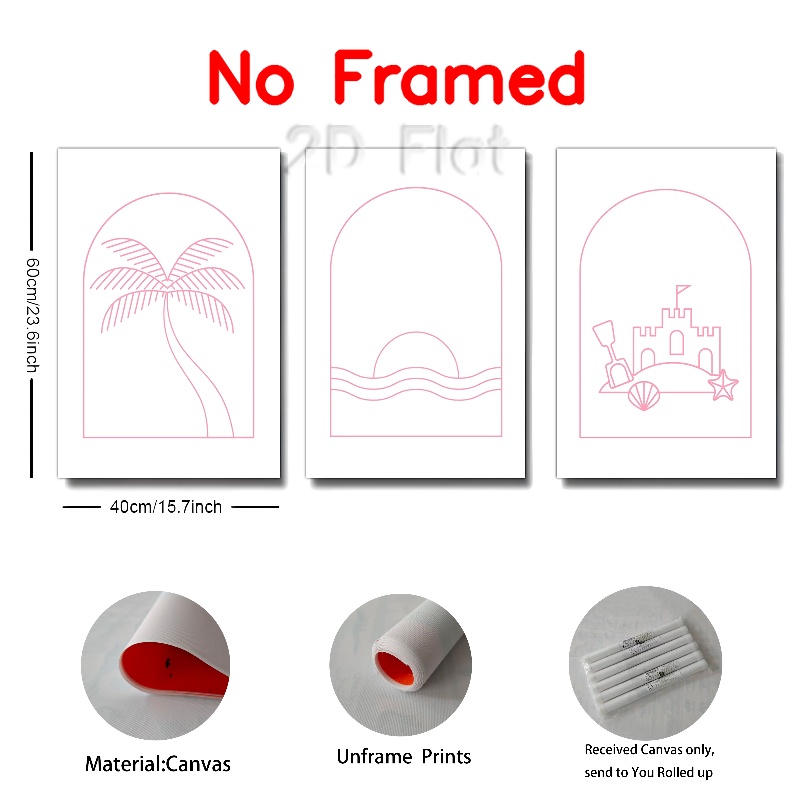 No Framed
2D Flat
60cm/23.6inch
40cm/15.7inch
Material:Canvas
Unframe Prints
Received Canvas only,
send to You Rolled up